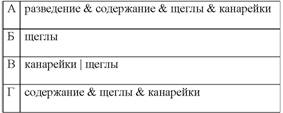 А разведение & содержание & щеглы & канарейки
Б щеглы
В канарейки | щеглы
Г содержание & щеглы & канарейки